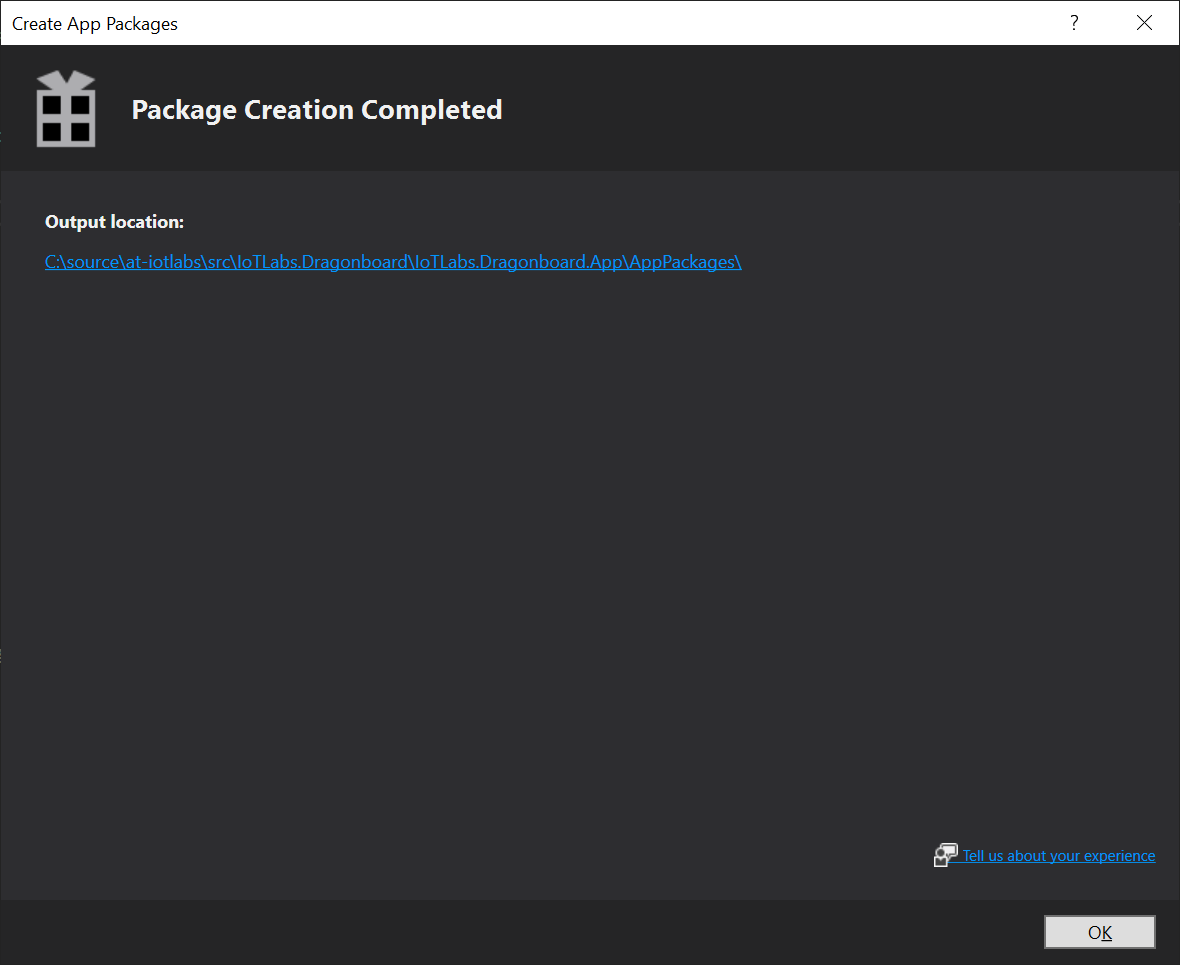 Create App Packages
?
Package Creation Completed
Output location:
C:\source\at-iotlabs\src\IoTLabs.Dragonboard\IoTLabs.Dragonboard.App\AppPackages\
Tell us about your experience
OK